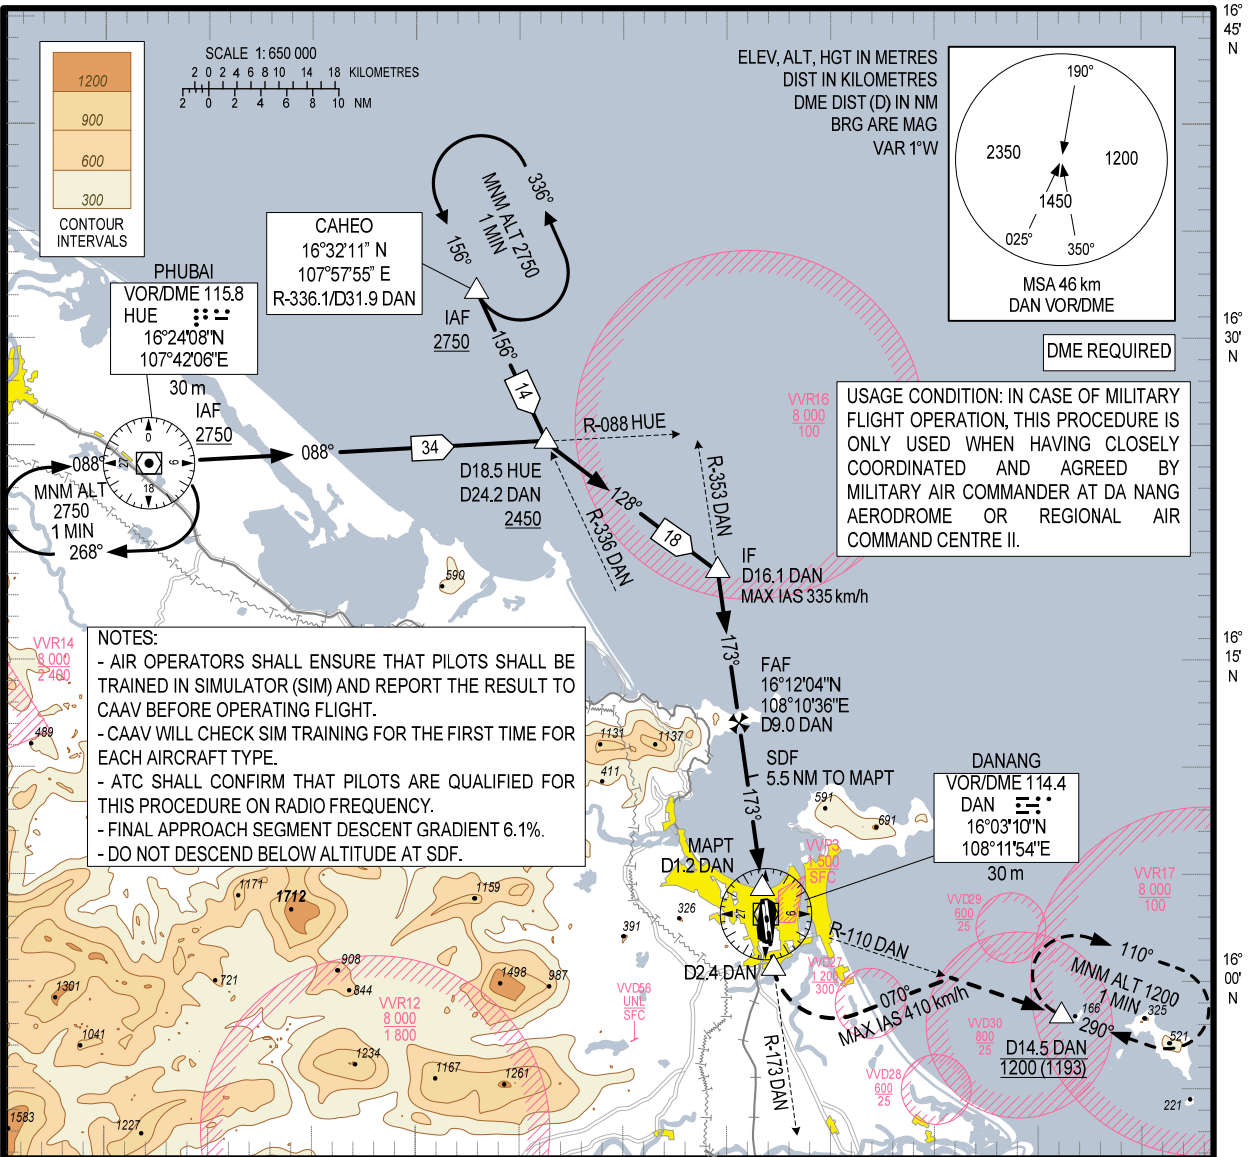 16°
45'
N
SCALE 1: 650 000
2 0 2 4 6 8 10 14 18 KILOMETRES
2 0 2 4 6 8 10 NM
1200
900
600
300
CONTOUR
INTERVALS
ELEV, ALT, HGT IN METRES
DIST IN KILOMETRES
DME DIST (D) IN NM
BRG ARE MAG
VAR 1°W
190°
2350
1200
1450
025°
350°
MSA 46 km
DAN VOR/DME
DME REQUIRED
16°
30'
N
336°
MNM ALT 2750
1 MIN
156°
CAHEO
16°32'11" N
107°57'55" E
R-336.1/D31.9 DAN
IAF
2750
156°
14
PHUBAI
VOR/DME 115.8
HUE
16°24'08"N
107°42'06"E
30 m
IAF
2750
0
6
18
27
088°
MNM ALT
2750
1 MIN
268°
088°
34
R-088 HUE
D18.5 HUE
D24.2 DAN
2450
R-336 DAN
128°
18
R-353 DAN
VVR16
8 000
100
USAGE CONDITION: IN CASE OF MILITARY
FLIGHT OPERATION, THIS PROCEDURE IS
ONLY USED WHEN HAVING CLOSELY
COORDINATED AND AGREED BY
MILITARY AIR COMMANDER AT DA NANG
AERODROME OR REGIONAL AIR
COMMAND CENTRE II.
IF
D16.1 DAN
MAX IAS 335 km/h
590
16°
15'
N
VVR14
8 000
2 400
489
NOTES:
- AIR OPERATORS SHALL ENSURE THAT PILOTS SHALL BE
TRAINED IN SIMULATOR (SIM) AND REPORT THE RESULT TO
CAAV BEFORE OPERATING FLIGHT.
- CAAV WILL CHECK SIM TRAINING FOR THE FIRST TIME FOR
EACH AIRCRAFT TYPE.
- ATC SHALL CONFIRM THAT PILOTS ARE QUALIFIED FOR
THIS PROCEDURE ON RADIO FREQUENCY.
- FINAL APPROACH SEGMENT DESCENT GRADIENT 6.1%.
- DO NOT DESCEND BELOW ALTITUDE AT SDF.
173°
FAF
16°12'04"N
108°10'36"E
D9.0 DAN
1131
1137
411
SDF
5.5 NM TO MAPT
173°
591
691
DANANG
VOR/DME 114.4
DAN
16°03'10"N
108°11'54"E
30 m
MAPT
D1.2 DAN
VVP3
1 500
SFC
27
9
VVR17
8 000
100
VVD29
600
25
1171
1712
1159
326
391
R-110 DAN
D2.4 DAN
VVD27
1 200
300
070°
MAX IAS 410 km/h
110°
MNM ALT 1200
1 MIN
290°
166
325
521
16°
00'
N
721
908
844
1498
987
1301
VVR12
8 000
1 800
VVD56
UNL
SFC
1041
1234
1167
1261
VVD30
800
25
D14.5 DAN
1200 (1193)
VVD28
600
25
R-173 DAN
221
1583
1227